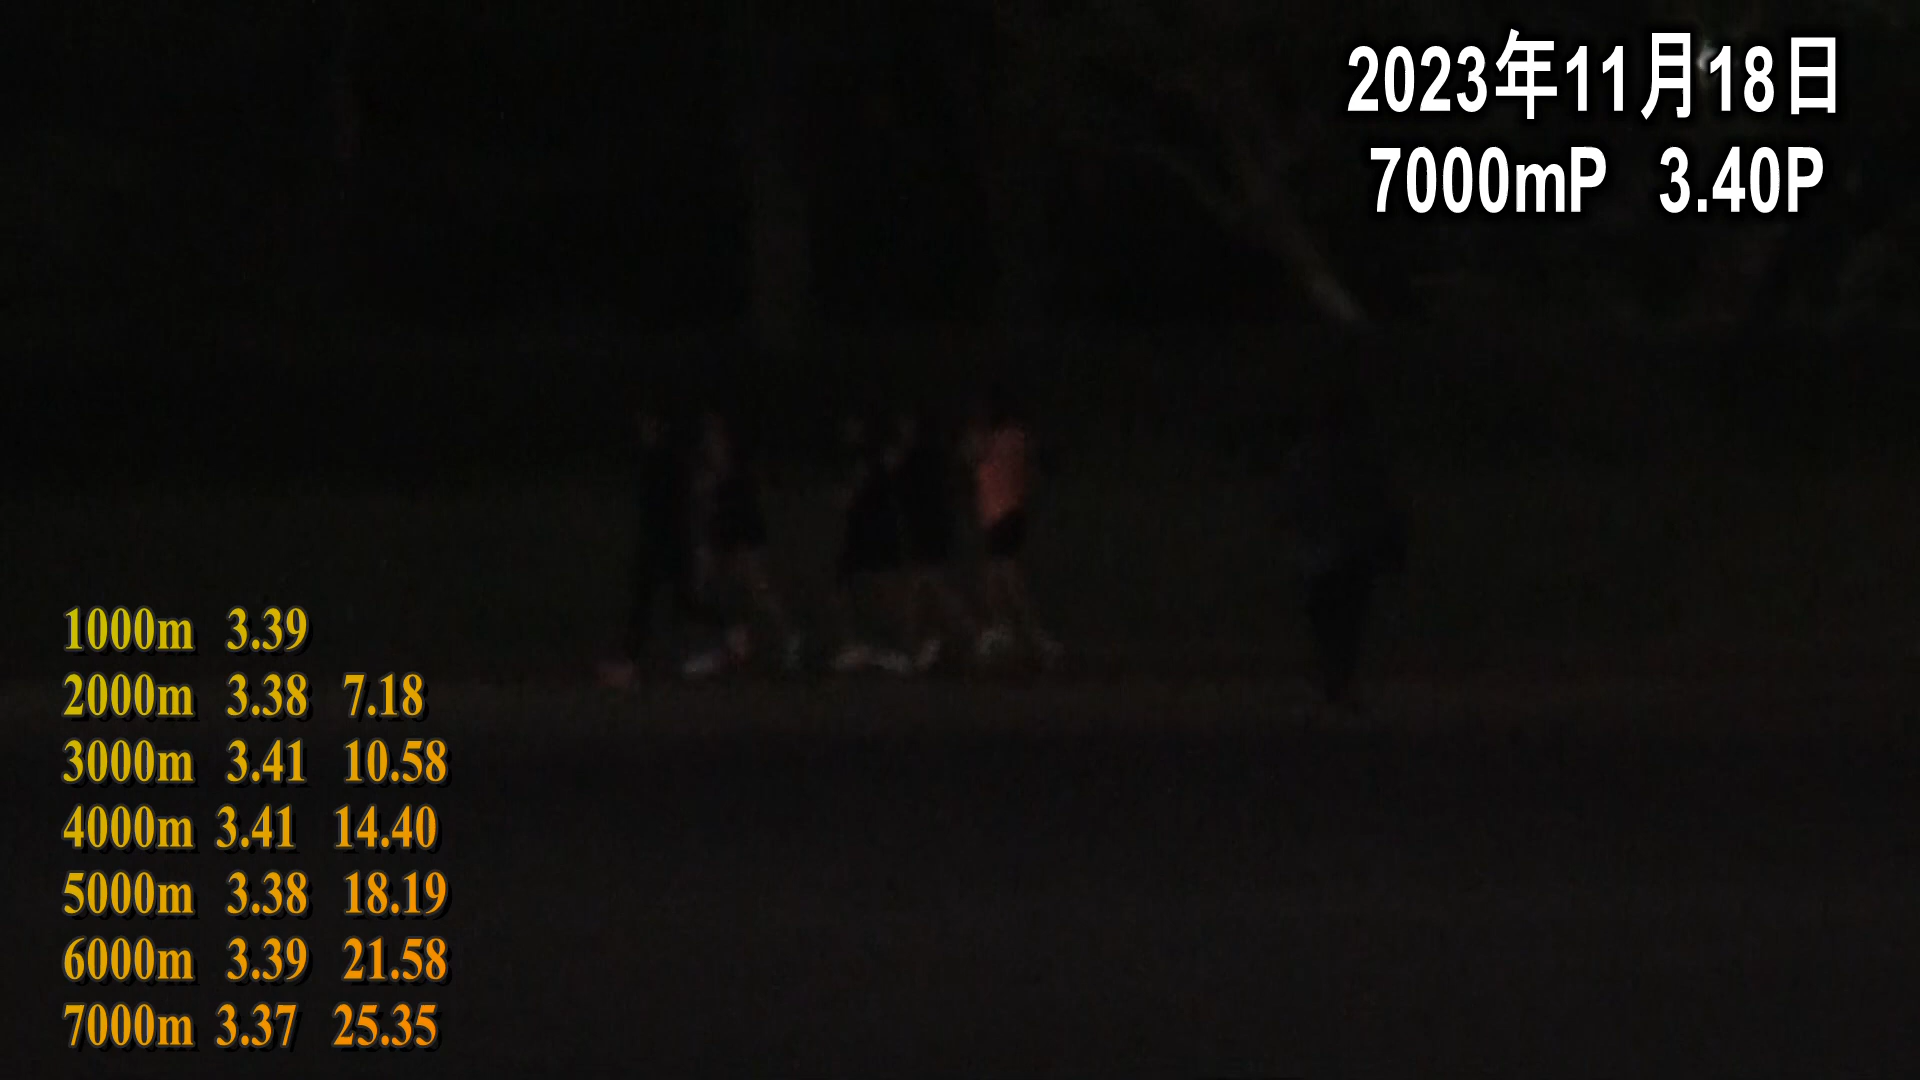 2023年11月18日
7000mP 3.40P
1000m 3.39
2000m 3.38 7.18
3000m 3.41 10.58
4000m 3.41 14.40
5000m 3.38 18.19
6000m 3.39 21.58
7000m 3.37 25.35